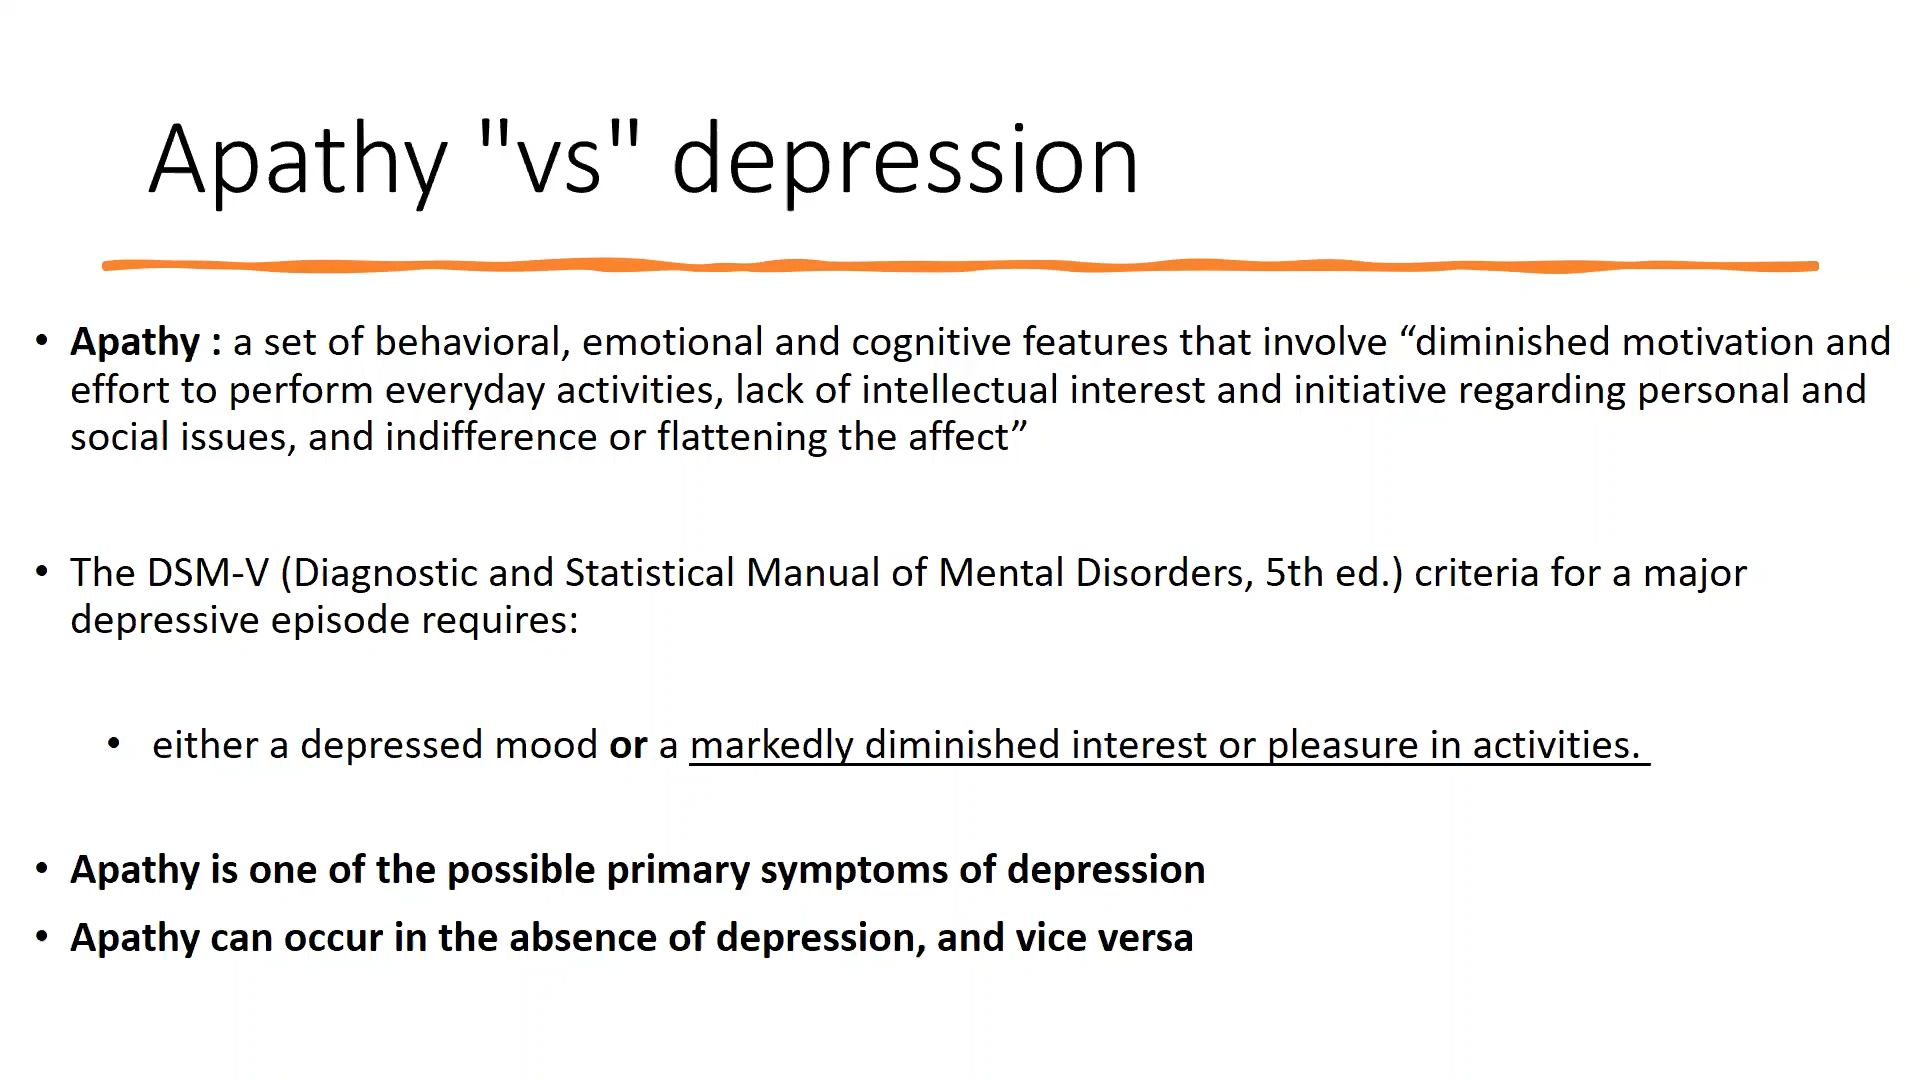 Apathy "vs" depression
• Apathy : a set of behavioral, emotional and cognitive features that involve “diminished motivation and
effort to perform everyday activities, lack of intellectual interest and initiative regarding personal and
social issues, and indifference or flattening the affect”
• The DSM-V (Diagnostic and Statistical Manual of Mental Disorders, 5th ed.) criteria for a major
depressive episode requires:
• either a depressed mood or a markedly diminished interest or pleasure in activities.
• Apathy is one of the possible primary symptoms of depression
• Apathy can occur in the absence of depression, and vice versa